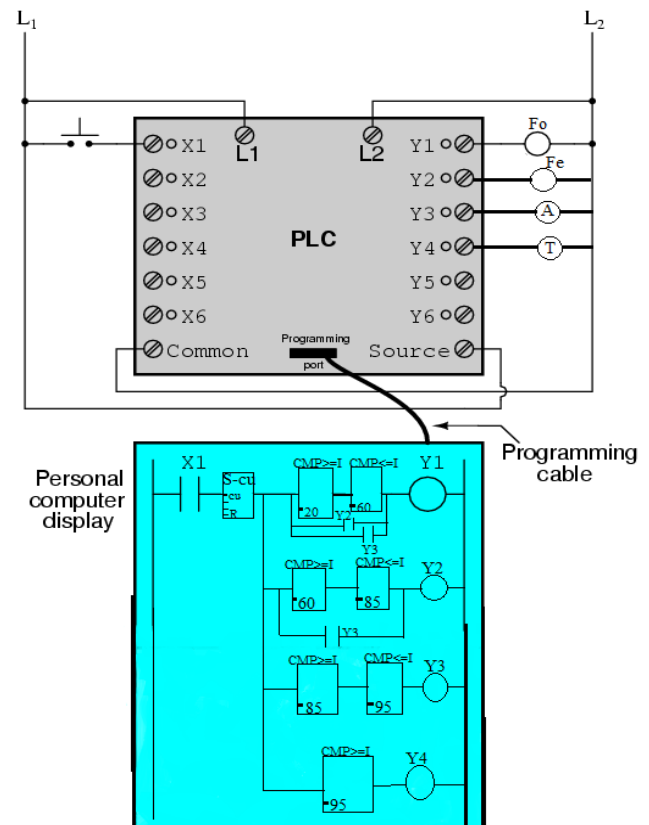 L1 L2
Fo
X1 L1 L2 Y1
Fe
X2 Y2
X3 Y3 A
PLC
X4 Y4 T
X5 Y5
X6 Y6
Programming
Common Source
port
Programming
cable
Personal
computer
display
X1 CMP>=I CMP<=I Y1
S-cu
cu
R
20 60
Y2
Y3
CMP>=I CMP<=I Y2
60 85
Y3
CMP>=I CMP<=I Y3
85 95
CMP>=I Y4
95